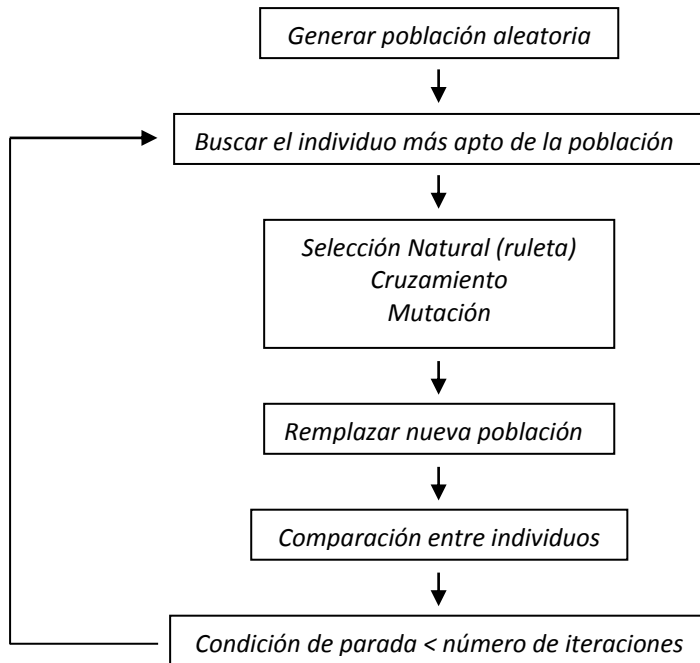 Generar población aleatoria
Buscar el individuo más apto de la población
Selección Natural (ruleta)
Cruzamiento
Mutación
Remplazar nueva población
Comparación entre individuos
Condición de parada < número de iteraciones